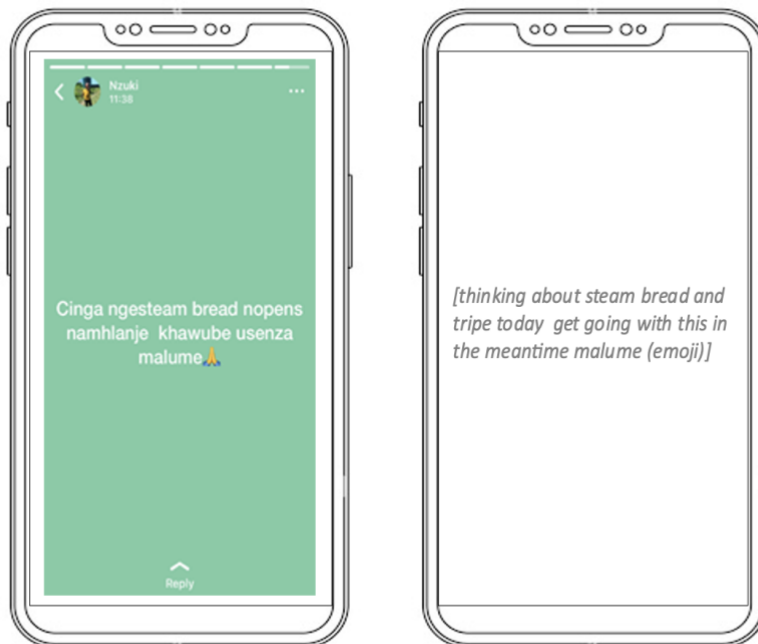 Nzuki
11:38
Cinga ngesteam bread nopens
namhlanje  khawube usenza
malume🙏
Reply
[thinking about steam bread and
tripe today  get going with this in
the meantime malume (emoji)]